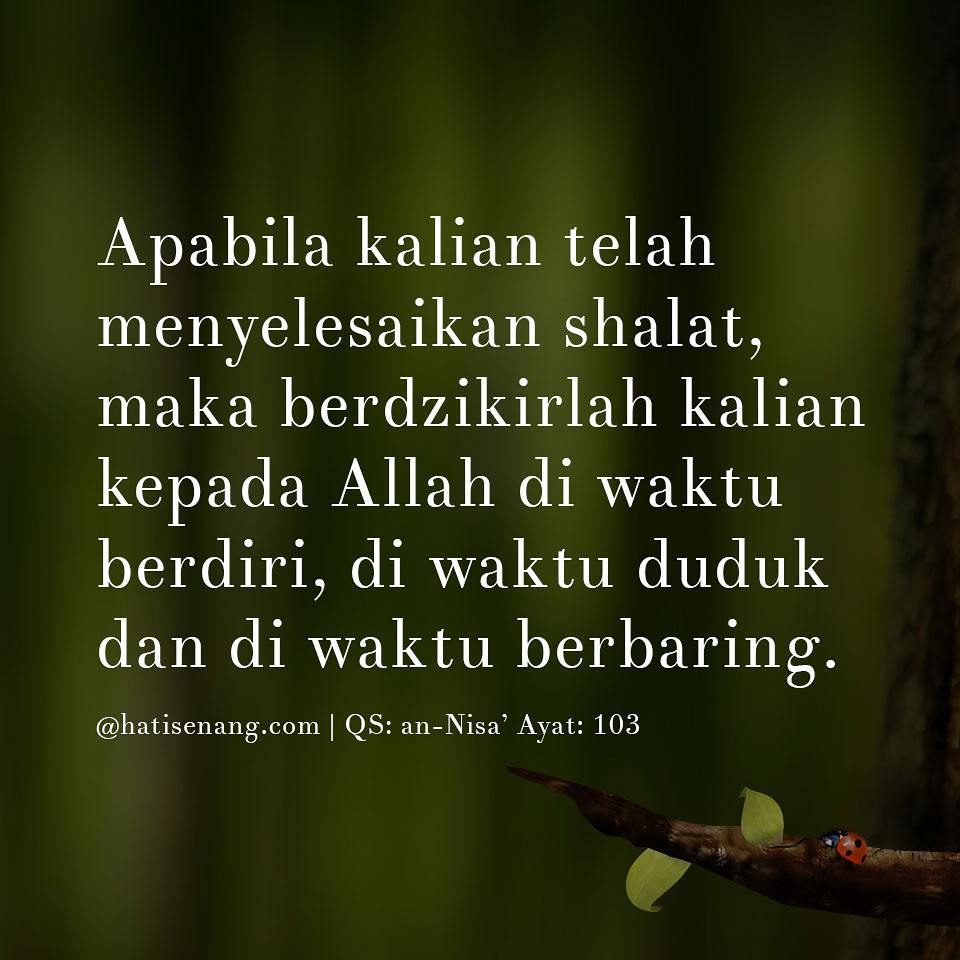 Apabila kalian telah
menyelesaikan shalat,
maka berdzikirlah kalian
kepada Allah di waktu
berdiri, di waktu duduk
dan di waktu berbaring.
@hatisenang.com | QS: an-Nisa’ Ayat: 103